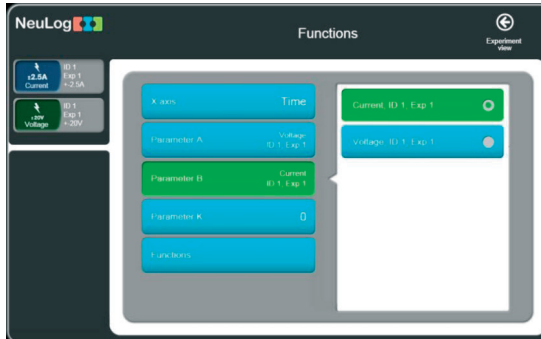 NeuLog
Functions
Experiment
view
±2.5A
Current
ID 1
Exp 1
+-2.5A
±20V
Voltage
ID 1
Exp 1
+-20V
X axis
Time
Parameter A
Voltage
ID 1, Exp 1
Parameter B
Current
ID 1, Exp 1
Parameter K
0
Functions
Current, ID 1, Exp 1
Voltage, ID 1, Exp 1